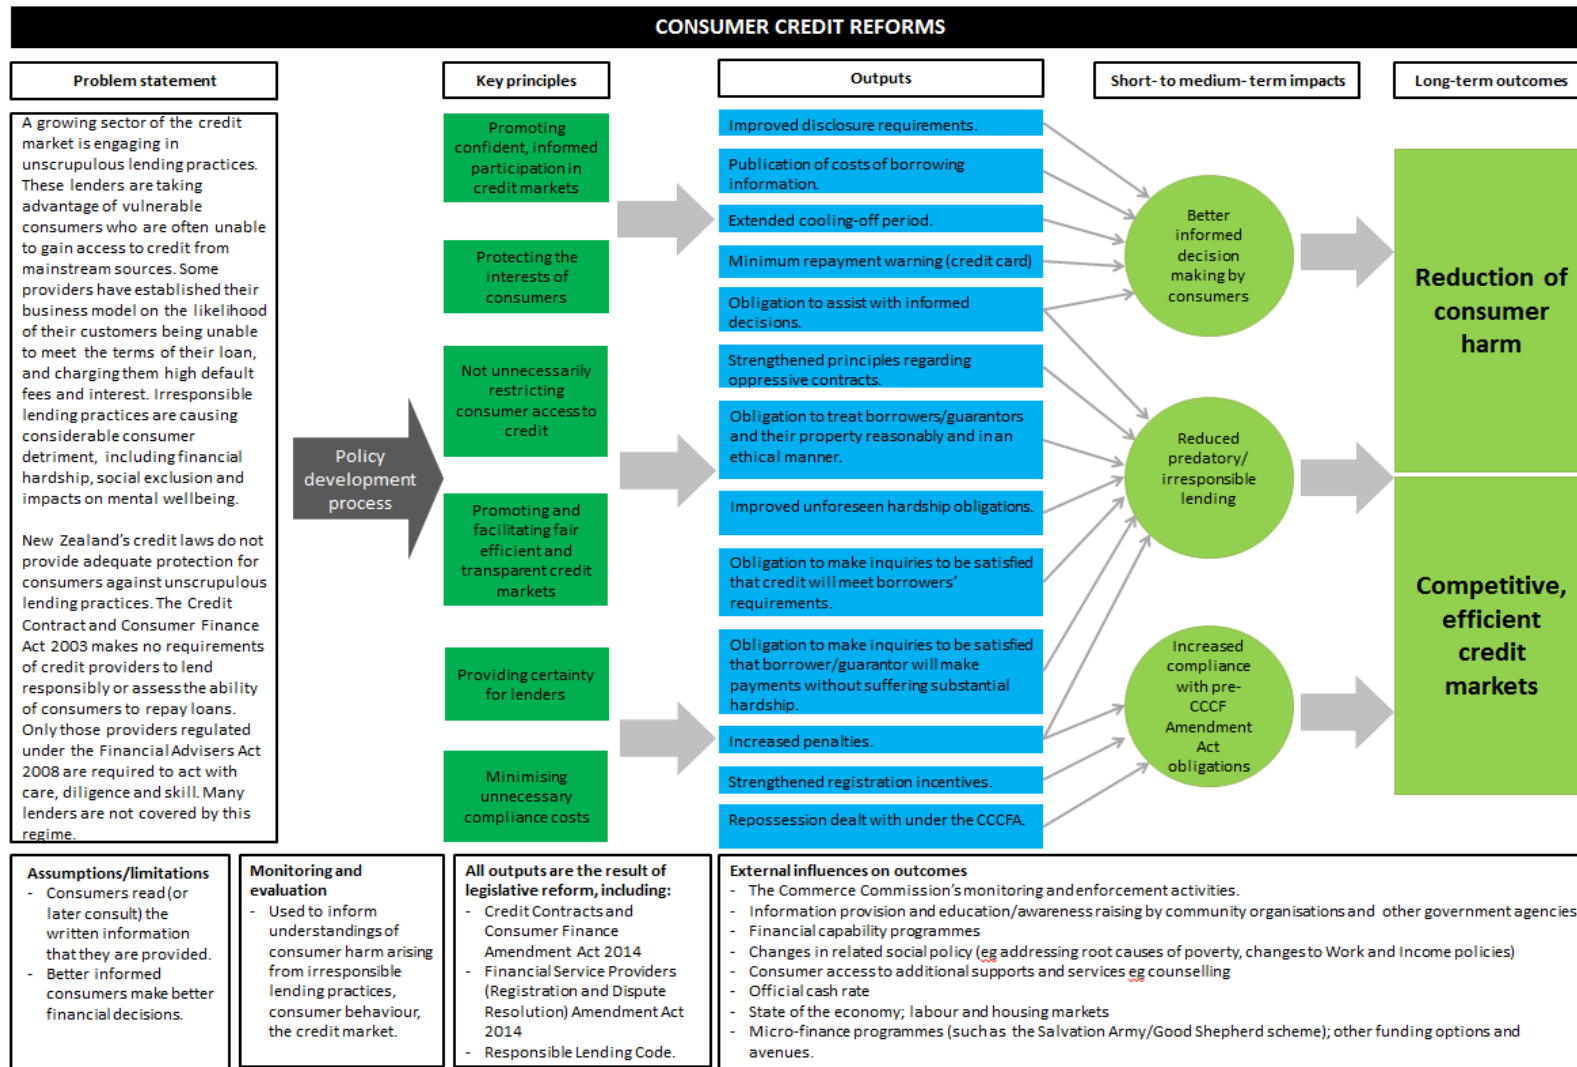 CONSUMER CREDIT REFORMS
Problem statement
Key principles
Outputs
Short- to medium- term impacts
Long-term outcomes
A growing sector of the credit
market is engaging in
unscrupulous lending practices.
These lenders are taking
advantage of vulnerable
consumers who are often unable
to gain access to credit from
mainstream sources. Some
providers have established their
business model on the likelihood
of their customers being unable
to meet the terms of their loan,
and charging them high default
fees and interest. Irresponsible
lending practices are causing
considerable consumer
detriment, including financial
hardship, social exclusion and
impacts on mental wellbeing.
New Zealand's credit laws do not
provide adequate protection for
consumers against unscrupulous
lending practices. The Credit
Contract and Consumer Finance
Act 2003 makes no requirements
of credit providers to lend
responsibly or assess the ability
of consumers to repay loans.
Only those providers regulated
under the Financial Advisers Act
2008 are required to act with
care, diligence and skill. Many
lenders are not covered by this
regime.
Policy
development
process
Promoting
confident, informed
participation in
credit markets
Protecting the
interests of
consumers
Not unnecessarily
restricting
consumer access to
credit
Promoting and
facilitating fair
efficient and
transparent credit
markets
Providing certainty
for lenders
Minimising
unnecessary
compliance costs
Improved disclosure requirements.
Publication of costs of borrowing
information.
Extended cooling-off period.
Minimum repayment warning (credit card)
Obligation to assist with informed
decisions.
Strengthened principles regarding
oppressive contracts.
Obligation to treat borrowers/guarantors
and their property reasonably and in an
ethical manner.
Improved unforeseen hardship obligations.
Obligation to make inquiries to be satisfied
that credit will meet borrowers'
requirements.
Obligation to make inquiries to be satisfied
that borrower/guarantor will make
payments without suffering substantial
hardship.
Increased penalties.
Strengthened registration incentives.
Repossession dealt with under the CCCFA.
Better
informed
decision
making by
consumers
Reduced
predatory/
irresponsible
lending
Increased
compliance
with pre-
CCCF
Amendment
Act
obligations
Reduction of
consumer
harm
Competitive,
efficient
credit
markets
Assumptions/limitations
- Consumers read (or
later consult) the
written information
that they are provided.
- Better informed
consumers make better
financial decisions.
Monitoring and
evaluation
- Used to inform
understandings of
consumer harm arising
from irresponsible
lending practices,
consumer behaviour,
the credit market.
All outputs are the result of
legislative reform, including:
- Credit Contracts and
Consumer Finance
Amendment Act 2014
- Financial Service Providers
(Registration and Dispute
Resolution) Amendment Act
2014
- Responsible Lending Code.
External influences on outcomes
- The Commerce Commission's monitoring and enforcement activities.
- Information provision and education/awareness raising by community organisations and other government agencies
- Financial capability programmes
- Changes in related social policy (eg addressing root causes of poverty, changes to Work and Income policies)
- Consumer access to additional supports and services eg counselling
- Official cash rate
- State of the economy; labour and housing markets
- Micro-finance programmes (such as the Salvation Army/Good Shepherd scheme); other funding options and
avenues.